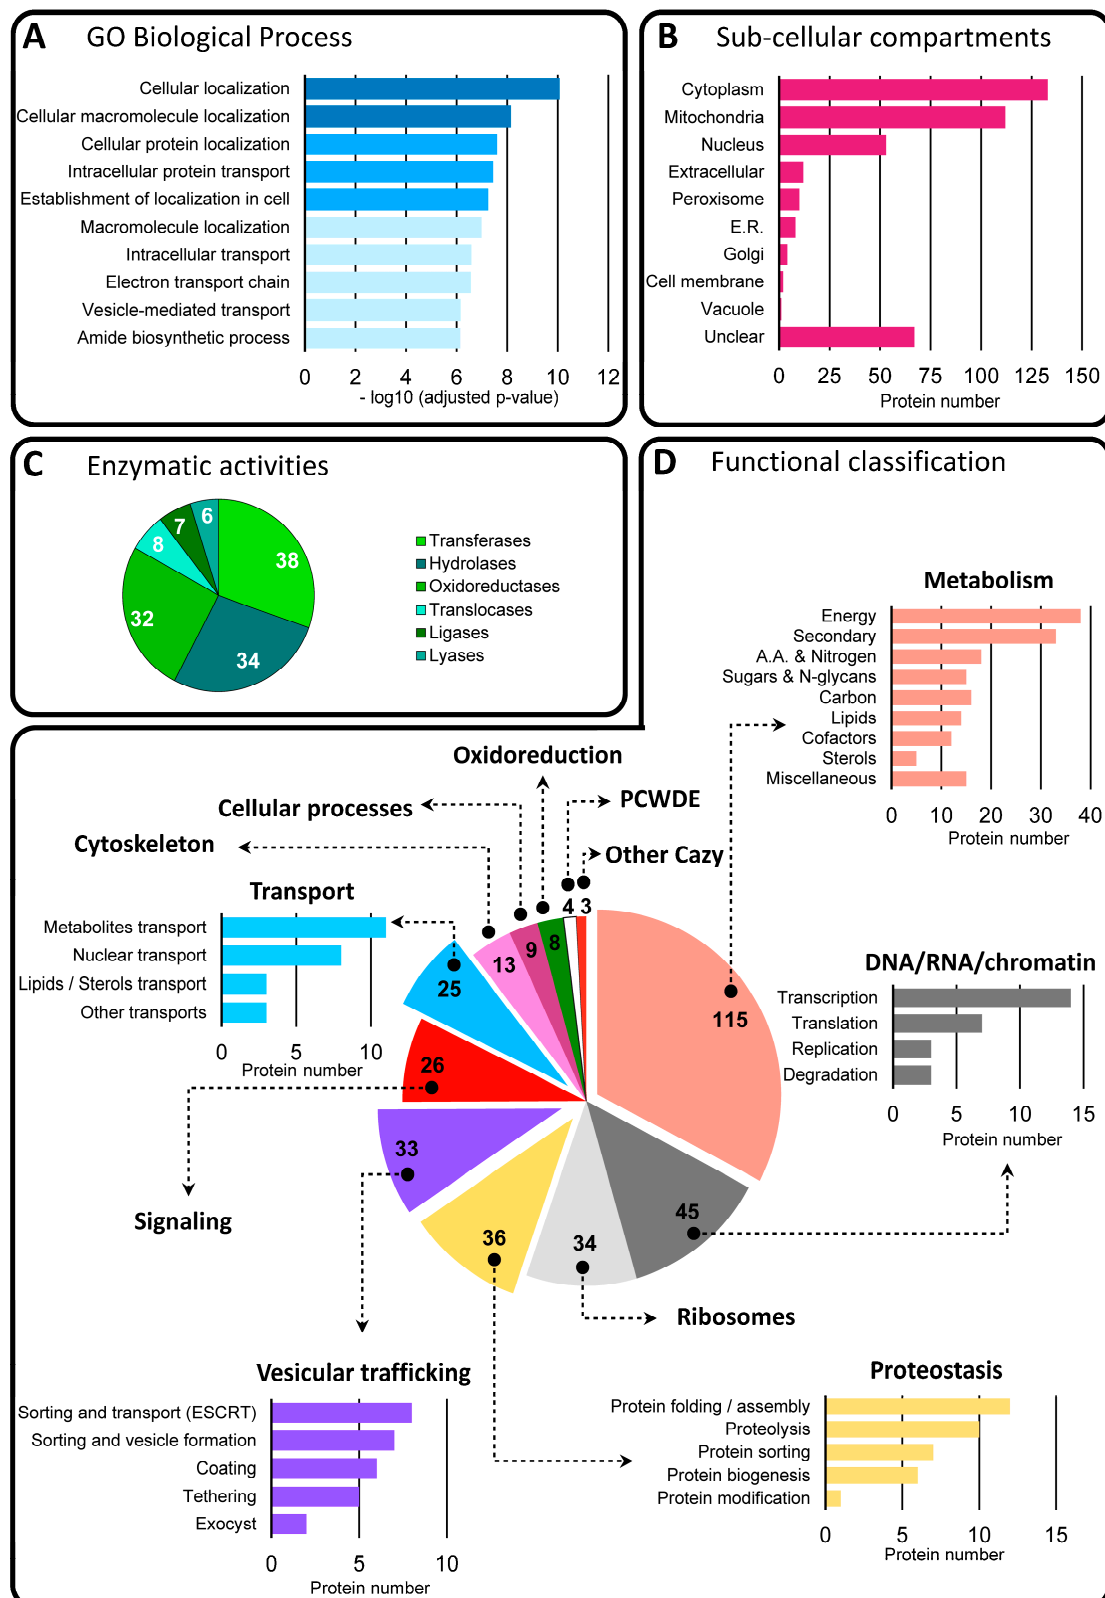 A GO Biological Process
Cellular localization
Cellular macromolecule localization
Cellular protein localization
Intracellular protein transport
Establishment of localization in cell
Macromolecule localization
Intracellular transport
Electron transport chain
Vesicle-mediated transport
Amide biosynthetic process
0 2 4 6 8 10 12
- log10 (adjusted p-value)
B Sub-cellular compartments
Cytoplasm
Mitochondria
Nucleus
Extracellular
Peroxisome
E.R.
Golgi
Cell membrane
Vacuole
Unclear
0 25 50 75 100 125 150
Protein number
C Enzymatic activities
38
34
32
8
7
6
Transferases
Hydrolases
Oxidoreductases
Translocases
Ligases
Lyases
D Functional classification
Metabolism
Energy
Secondary
A.A. & Nitrogen
Sugars & N-glycans
Carbon
Lipids
Cofactors
Sterols
Miscellaneous
0 10 20 30 40
Protein number
Oxidoreduction
PCWDE
Cellular processes
Cytoskeleton
Other Cazy
Transport
Metabolites transport
Nuclear transport
Lipids / Sterols transport
Other transports
0 5 10
Protein number
4 3
8
9
13
25
26
33
36
34
45
115
DNA/RNA/chromatin
Transcription
Translation
Replication
Degradation
0 5 10 15
Protein number
Signaling
Ribosomes
Vesicular trafficking
Sorting and transport (ESCRT)
Sorting and vesicle formation
Coating
Tethering
Exocyst
0 5 10
Protein number
Proteostasis
Protein folding / assembly
Proteolysis
Protein sorting
Protein biogenesis
Protein modification
0 5 10 15
Protein number